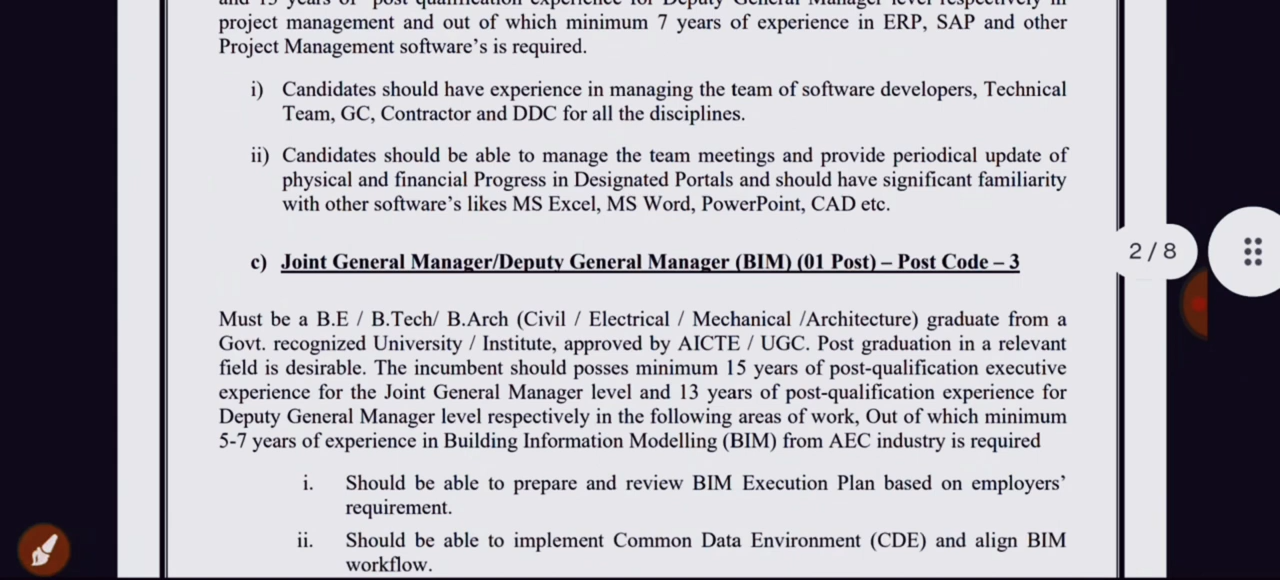 project management and out of which minimum 7 years of experience in ERP, SAP and other
Project Management software's is required.
i) Candidates should have experience in managing the team of software developers, Technical
Team, GC, Contractor and DDC for all the disciplines.
ii) Candidates should be able to manage the team meetings and provide periodical update of
physical and financial Progress in Designated Portals and should have significant familiarity
with other software's likes MS Excel, MS Word, PowerPoint, CAD etc.
c) Joint General Manager/Deputy General Manager (BIM) (01 Post) – Post Code – 3
2 / 8
Must be a B.E / B.Tech/ B.Arch (Civil / Electrical / Mechanical /Architecture) graduate from a
Govt. recognized University / Institute, approved by AICTE / UGC. Post graduation in a relevant
field is desirable. The incumbent should posses minimum 15 years of post-qualification executive
experience for the Joint General Manager level and 13 years of post-qualification experience for
Deputy General Manager level respectively in the following areas of work, Out of which minimum
5-7 years of experience in Building Information Modelling (BIM) from AEC industry is required
i. Should be able to prepare and review BIM Execution Plan based on employers'
requirement.
ii. Should be able to implement Common Data Environment (CDE) and align BIM
workflow.